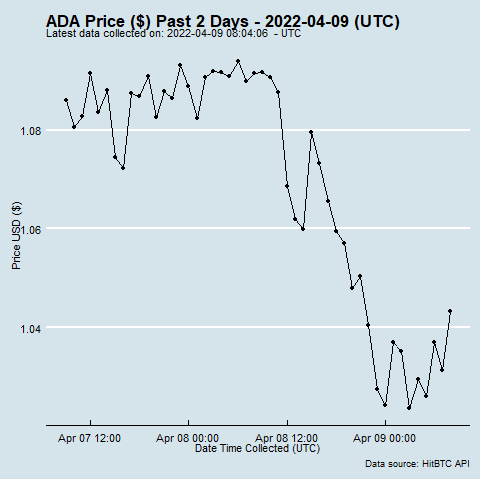 ADA Price ($) Past 2 Days - 2022-04-09 (UTC)
Latest data collected on: 2022-04-09 08:04:06  - UTC
1.08
1.06
1.04
Price USD ($)
Apr 07 12:00
Apr 08 00:00
Apr 08 12:00
Apr 09 00:00
Date Time Collected (UTC)
Data source: HitBTC API